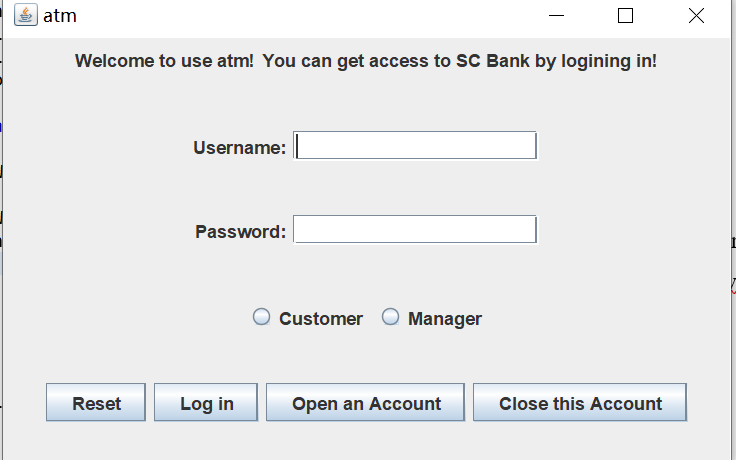 atm
Welcome to use atm! You can get access to SC Bank by logining in!
Username:
Password:
Customer Manager
Reset Log in Open an Account Close this Account